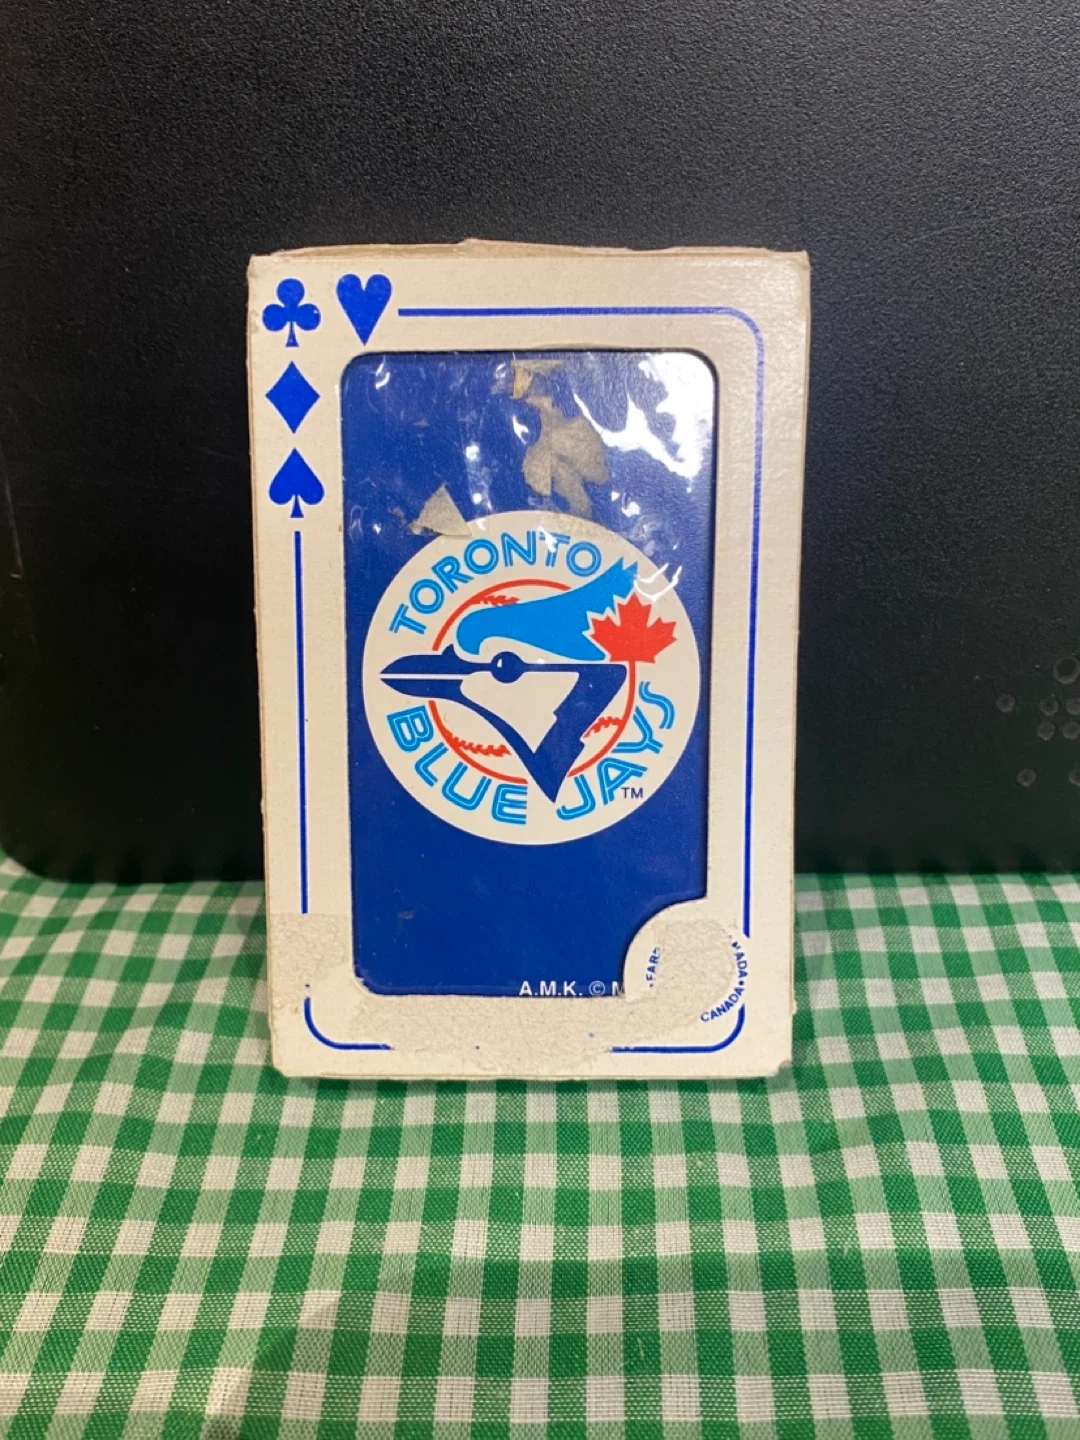 TORONTO
BLUE JAYS
TM
A.M.K. ©
CANADA